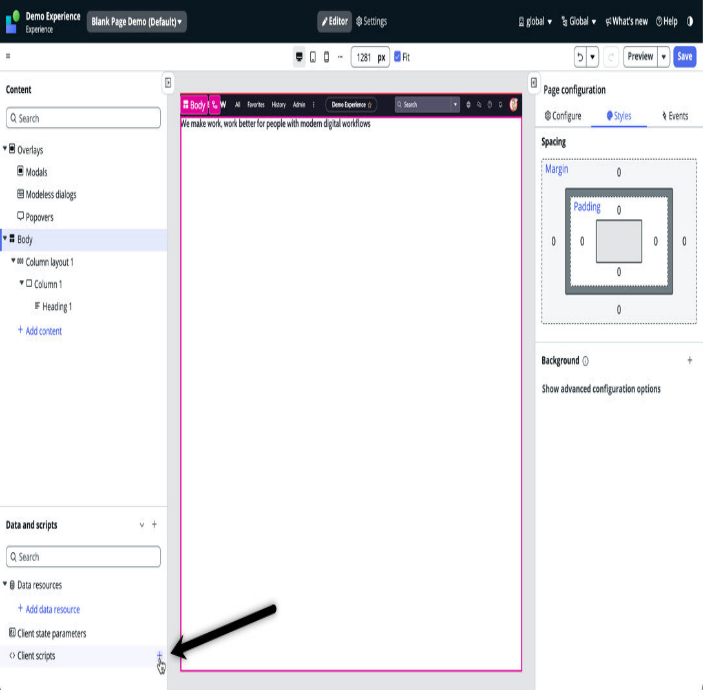 Demo Experience
Experience
Blank Page Demo (Default)
Editor
Settings
global
Global
What's new
Help
1281 px
Fit
Preview
Save
Content
Search
Overlays
Modals
Modeless dialogs
Popovers
Body
Column layout 1
Column 1
Heading 1
+ Add content
Data and scripts
Search
Data resources
+ Add data resource
Client state parameters
Client scripts
Body
W
All
Favorites
History
Admin
Demo Experience
Search
We make work, work better for people with modern digital workflows
Page configuration
Configure
Styles
Events
Spacing
Margin
0
Padding
0
0
0
0
0
0
0
Background
Show advanced configuration options